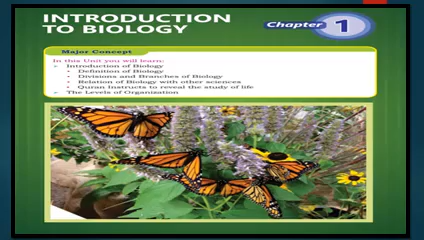 INTRODUCTION
TO BIOLOGY
Chapter 1
Major Concept
In this Unit you will learn:
Introduction of Biology
Definition of Biology
Divisions and Branches of Biology
Relation of Biology with other sciences
Quran Instructs to reveal the study of life
The Levels of Organization